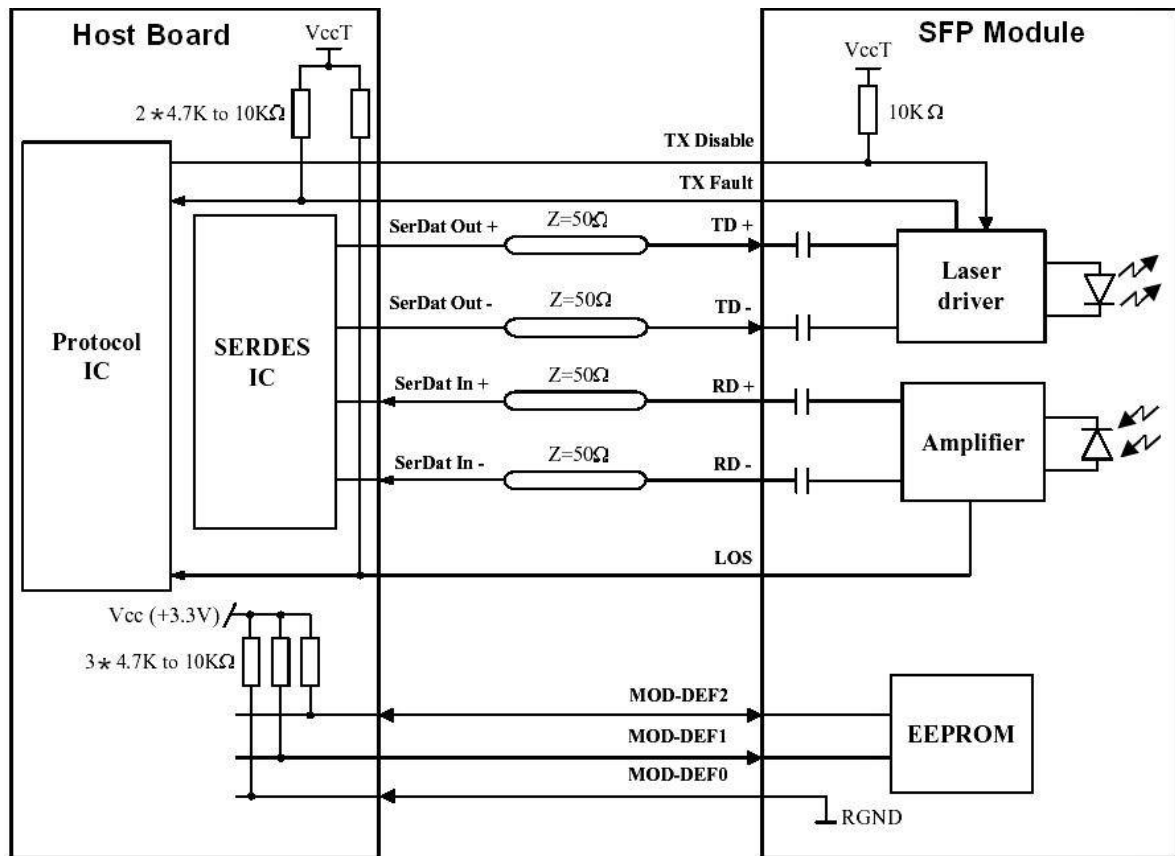 Host Board
SFP Module
VccT
VccT
2 * 4.7K to 10KΩ
10KΩ
TX Disable
TX Fault
SerDat Out +
Z=50Ω
TD +
Laser
driver
SerDat Out -
Z=50Ω
TD -
Protocol
IC
SERDES
IC
SerDat In +
Z=50Ω
RD +
Amplifier
SerDat In -
Z=50Ω
RD -
LOS
Vcc (+3.3V)
3 * 4.7K to 10KΩ
MOD-DEF2
MOD-DEF1
MOD-DEF0
EEPROM
RGND